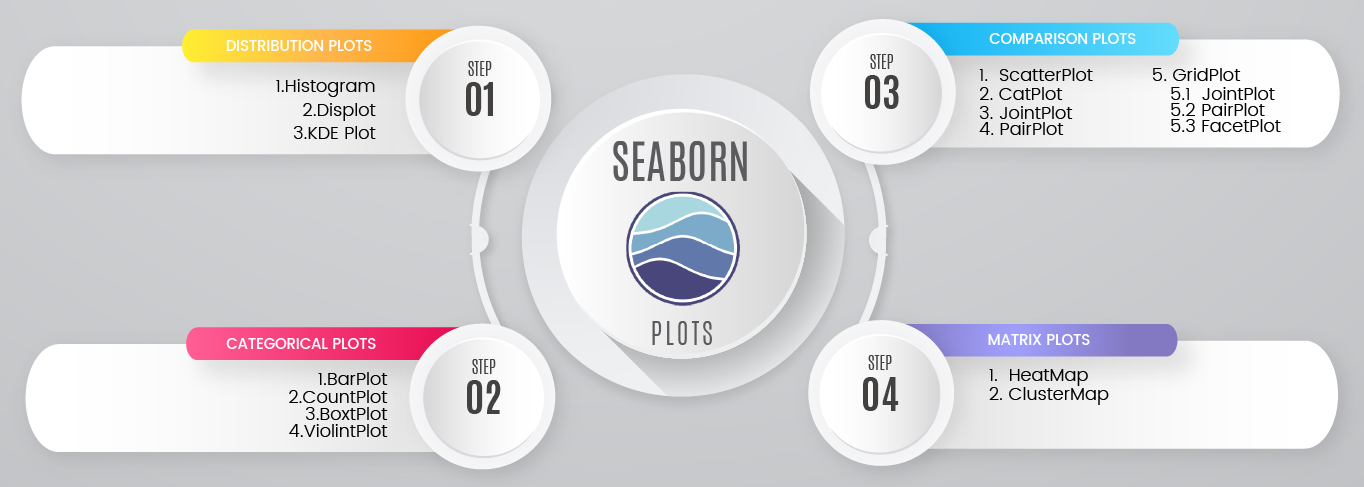 DISTRIBUTION PLOTS
1.Histogram
2.Displot
3.KDE Plot
STEP
01
CATEGORICAL PLOTS
1.BarPlot
2.CountPlot
3.BoxtPlot
4.ViolintPlot
STEP
02
SEABORN
PLOTS
STEP
03
COMPARISON PLOTS
1. ScatterPlot
2. CatPlot
3. JointPlot
4. PairPlot
5. GridPlot
5.1 JointPlot
5.2 PairPlot
5.3 FacetPlot
STEP
04
MATRIX PLOTS
1. HeatMap
2. ClusterMap